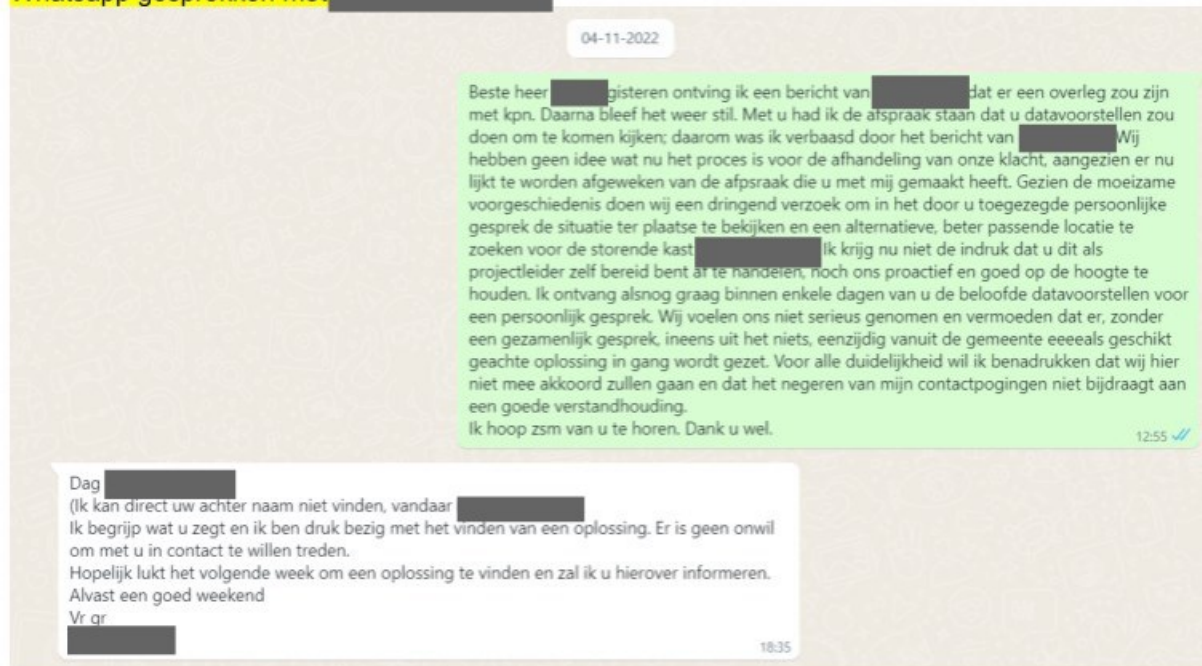 Whatsapp gesprekken met
04-11-2022
Beste heer gisteren ontving ik een bericht van dat er een overleg zou zijn
met kpn. Daarna bleef het weer stil. Met u had ik de afspraak staan dat u datavoorstellen zou
doen om te komen kijken; daarom was ik verbaasd door het bericht van Wij
hebben geen idee wat nu het proces is voor de afhandeling van onze klacht, aangezien er nu
lijkt te worden afgeweken van de afpsraak die u met mij gemaakt heeft. Gezien de moeizame
voorgeschiedenis doen wij een dringend verzoek om in het door u toegezegde persoonlijke
gesprek de situatie ter plaatse te bekijken en een alternatieve, beter passende locatie te
zoeken voor de storende kast Ik krijg nu niet de indruk dat u dit als
projectleider zelf bereid bent af te handelen, noch ons proactief en goed op de hoogte te
houden. Ik ontvang alsnog graag binnen enkele dagen van u de beloofde datavoorstellen voor
een persoonlijk gesprek. Wij voelen ons niet serieus genomen en vermoeden dat er, zonder
een gezamenlijk gesprek, ineens uit het niets, eenzijdig vanuit de gemeente eeeeals geschikt
geachte oplossing in gang wordt gezet. Voor alle duidelijkheid wil ik benadrukken dat wij hier
niet mee akkoord zullen gaan en dat het negeren van mijn contactpogingen niet bijdraagt aan
een goede verstandhouding.
Ik hoop zsm van u te horen. Dank u wel.
12:55
Dag
(Ik kan direct uw achter naam niet vinden, vandaar
Ik begrijp wat u zegt en ik ben druk bezig met het vinden van een oplossing. Er is geen onwil
om met u in contact te willen treden.
Hopelijk lukt het volgende week om een oplossing te vinden en zal ik u hierover informeren.
Alvast een goed weekend
Vr gr
18:35